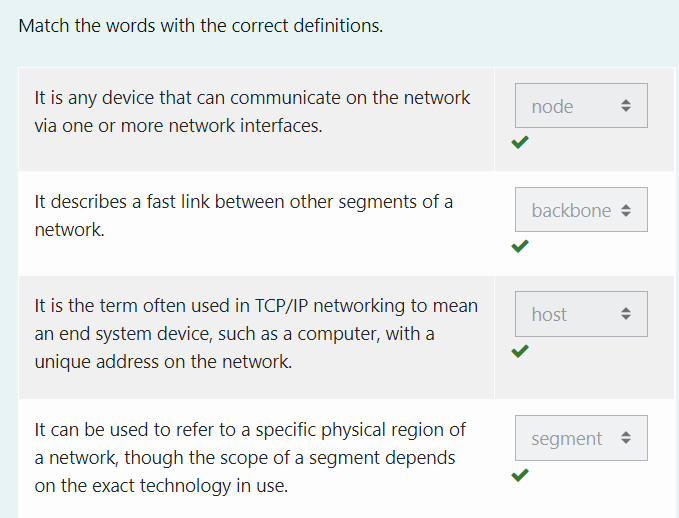 Match the words with the correct definitions.
It is any device that can communicate on the network
via one or more network interfaces.
node
It describes a fast link between other segments of a
network.
backbone
It is the term often used in TCP/IP networking to mean
an end system device, such as a computer, with a
unique address on the network.
host
It can be used to refer to a specific physical region of
a network, though the scope of a segment depends
on the exact technology in use.
segment